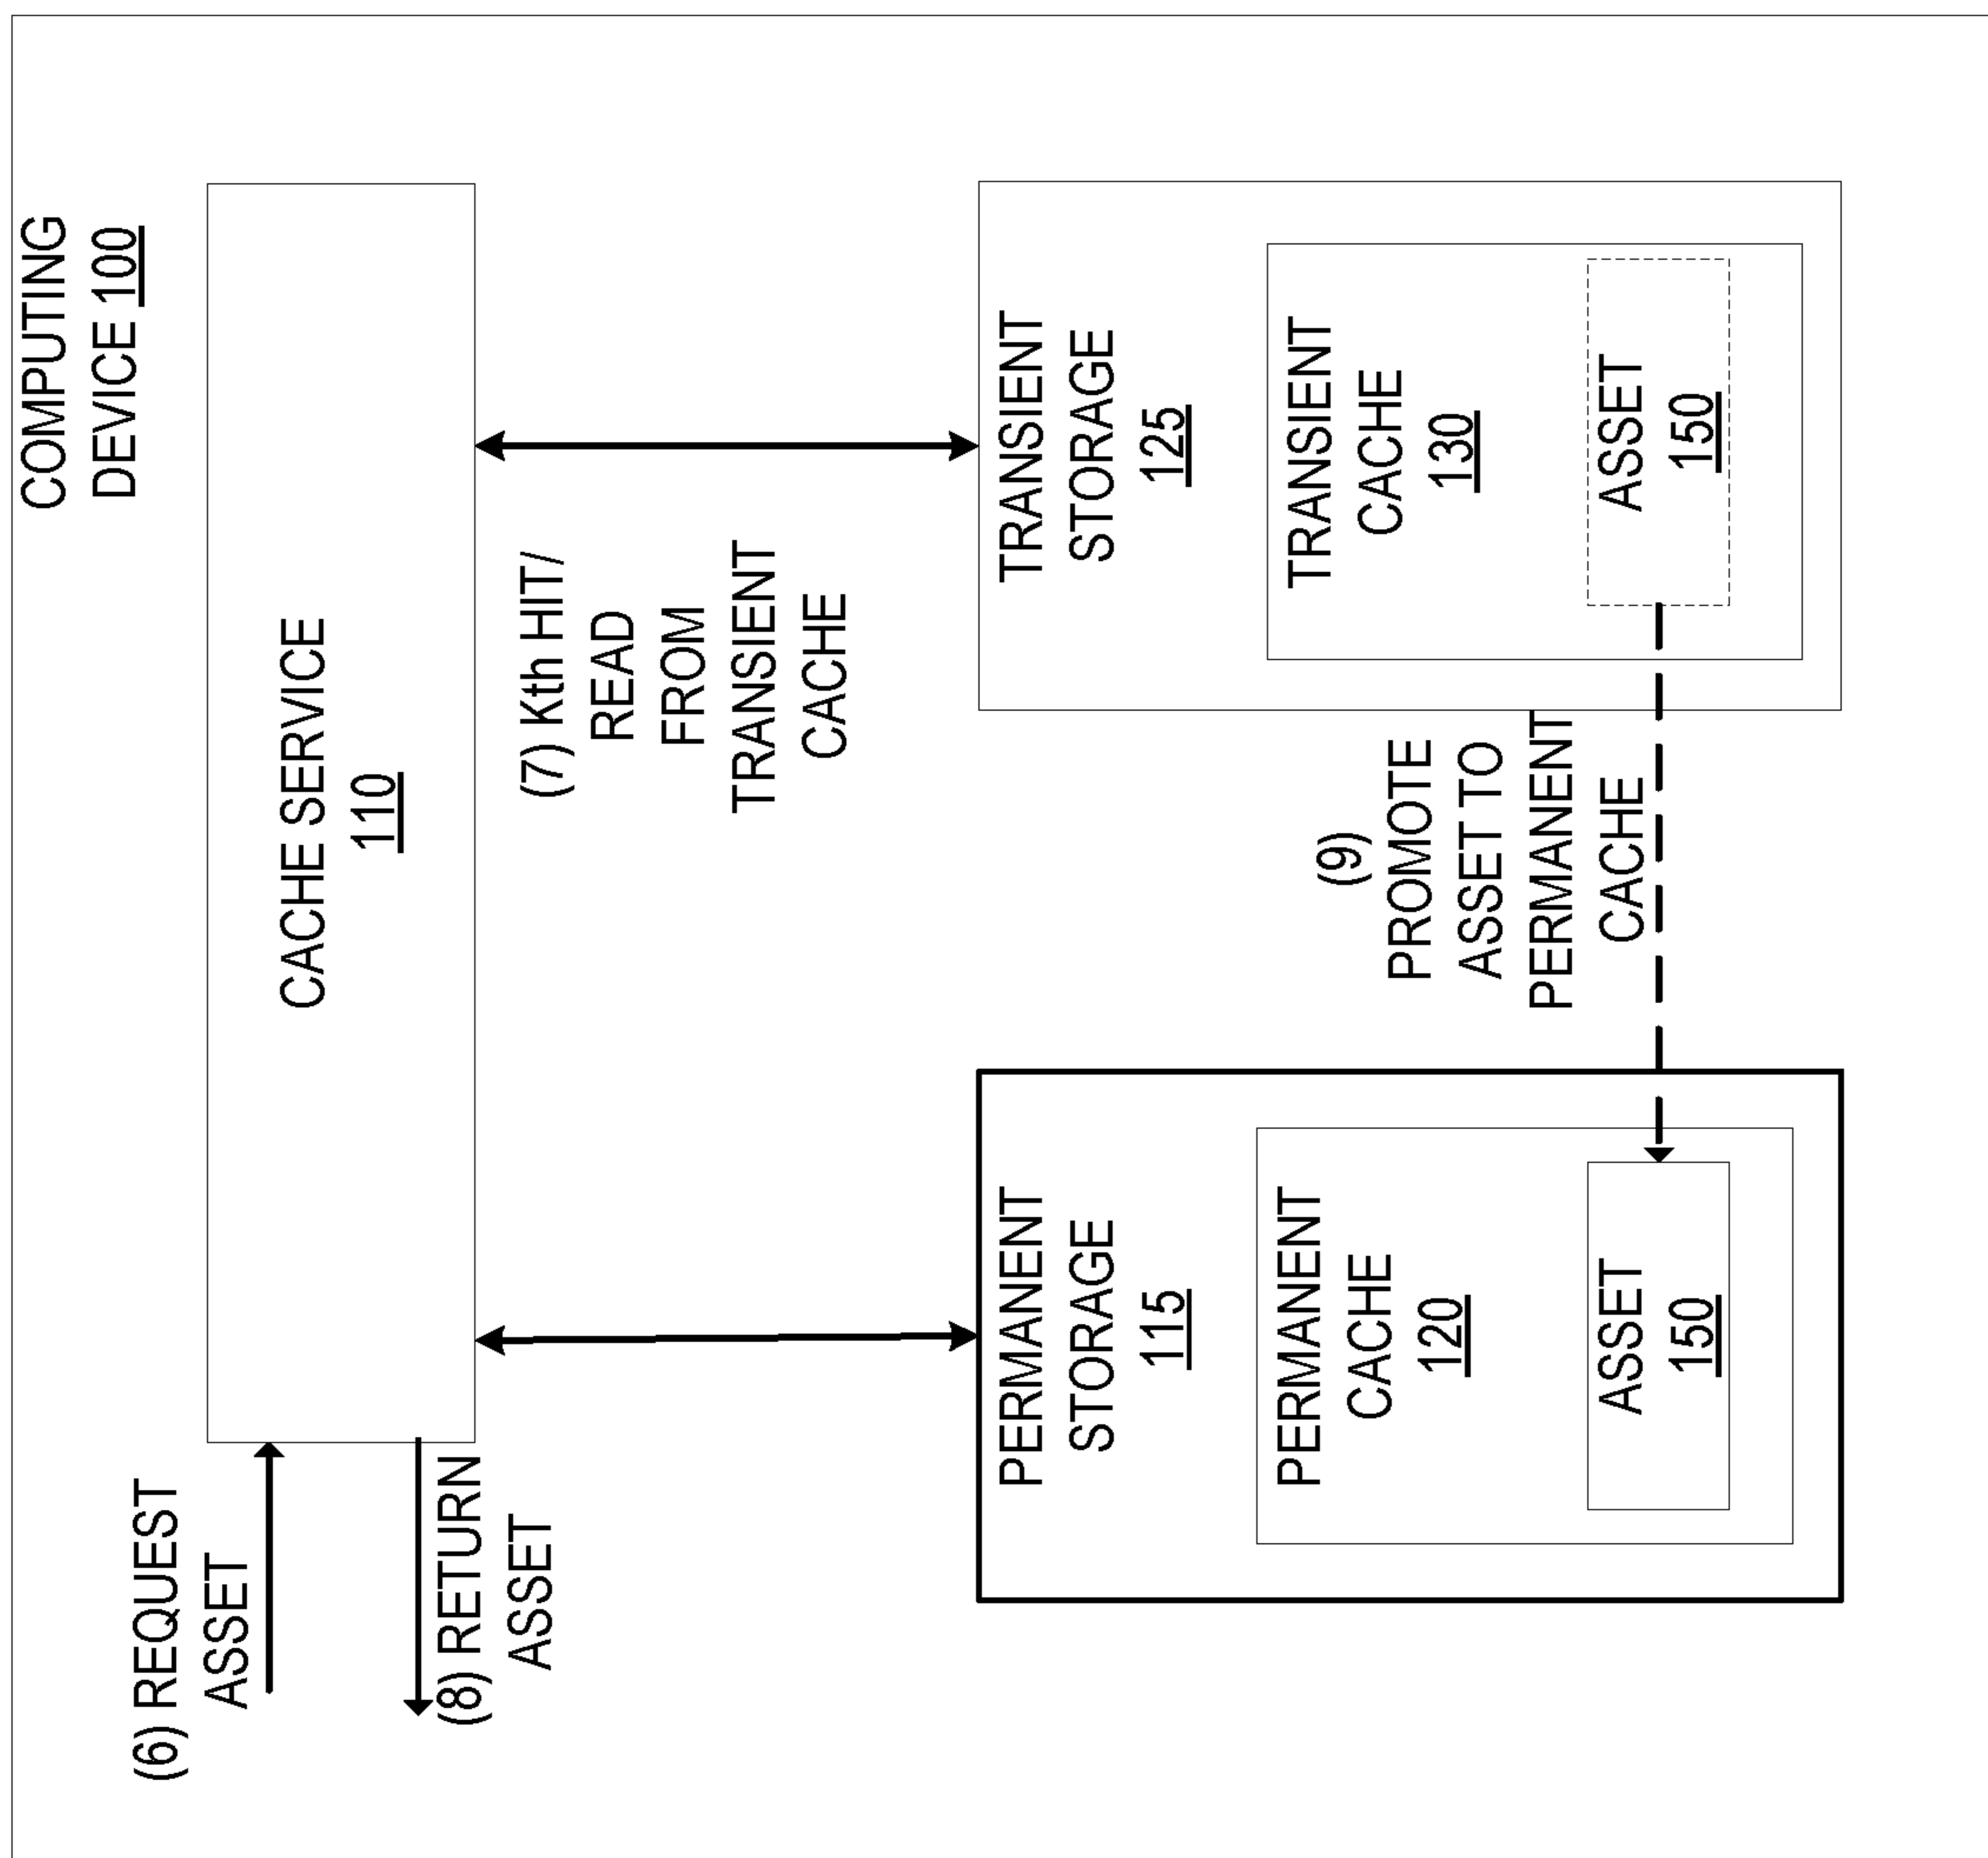 COMPUTING
DEVICE 100
(6) REQUEST
ASSET
CACHE SERVICE
110
(8) RETURN
ASSET
(7) Kth HIT/
READ
FROM
TRANSIENT
CACHE
PERMANENT
STORAGE
115
PERMANENT
CACHE
120
ASSET
150
(9)
PROMOTE
ASSET TO
PERMANENT
CACHE
TRANSIENT
STORAGE
125
TRANSIENT
CACHE
130
ASSET
150